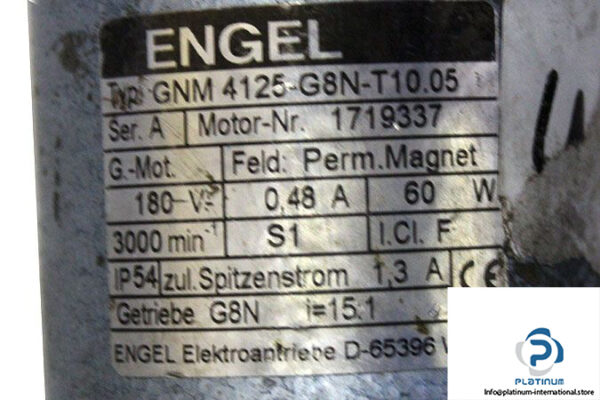 ENGEL
Typ: GNM 4125-G8N-T10.05
Ser. A Motor-Nr. 1719337
G.-Mot. Feld: Perm.Magnet
180 V 0,48 A 60 W
3000 min⁻¹ S1 I.Cl. F
IP54 zul.Spitzenstrom 1,3 A CE
Getriebe G8N i=15:1
ENGEL Elektroantriebe D-65396
PLATINUM
Info@platinum-international.store